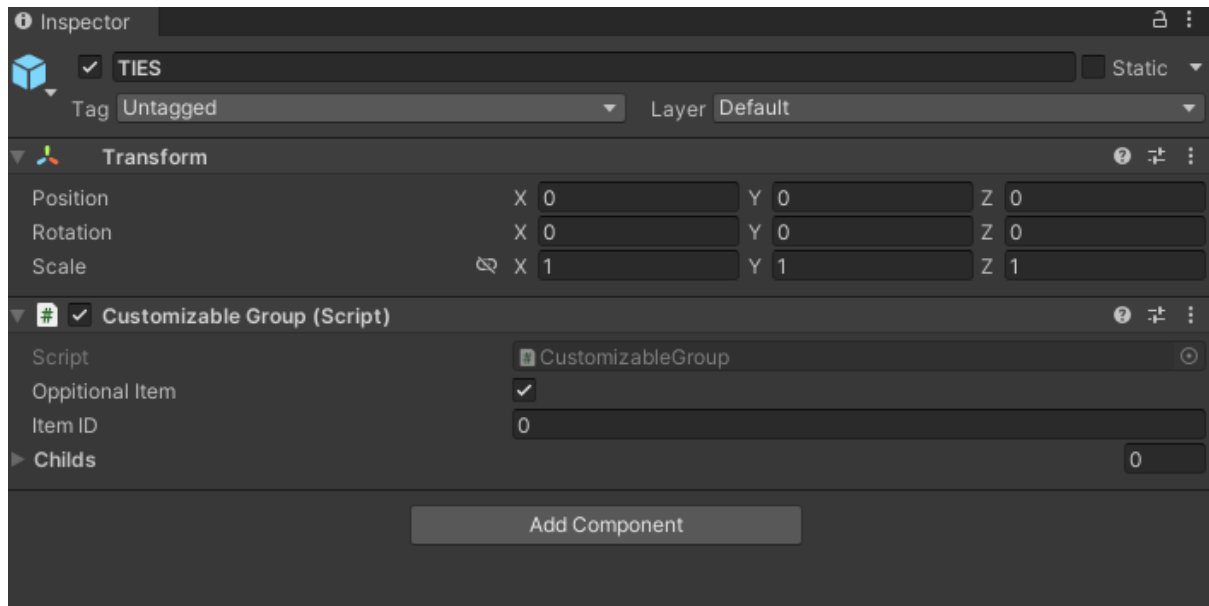 Inspector
TIES
Static
Tag Untagged Layer Default
Transform
Position X 0 Y 0 Z 0
Rotation X 0 Y 0 Z 0
Scale X 1 Y 1 Z 1
# Customizable Group (Script)
Script # CustomizableGroup
Oppitional Item
Item ID 0
Childs 0
Add Component